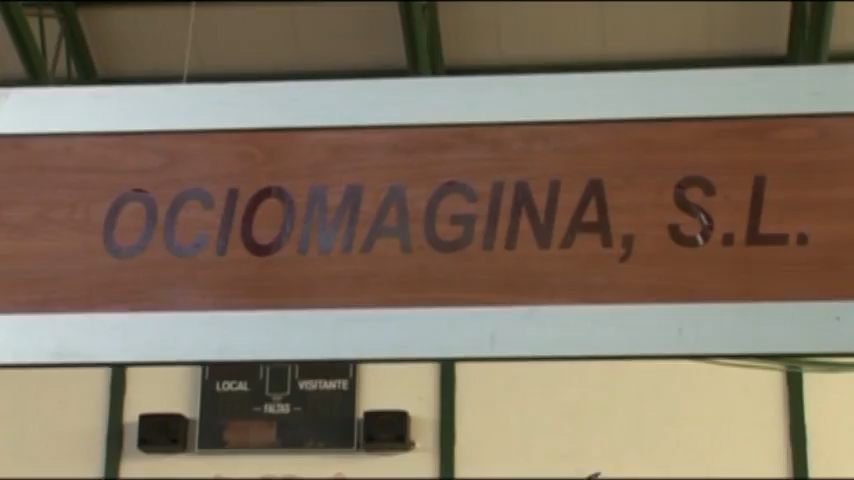 OCIOMAGINA, S.L.
LOCAL VISITANTE
— FALTAS —